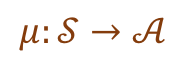 𝜇: 𝒮 → 𝒜